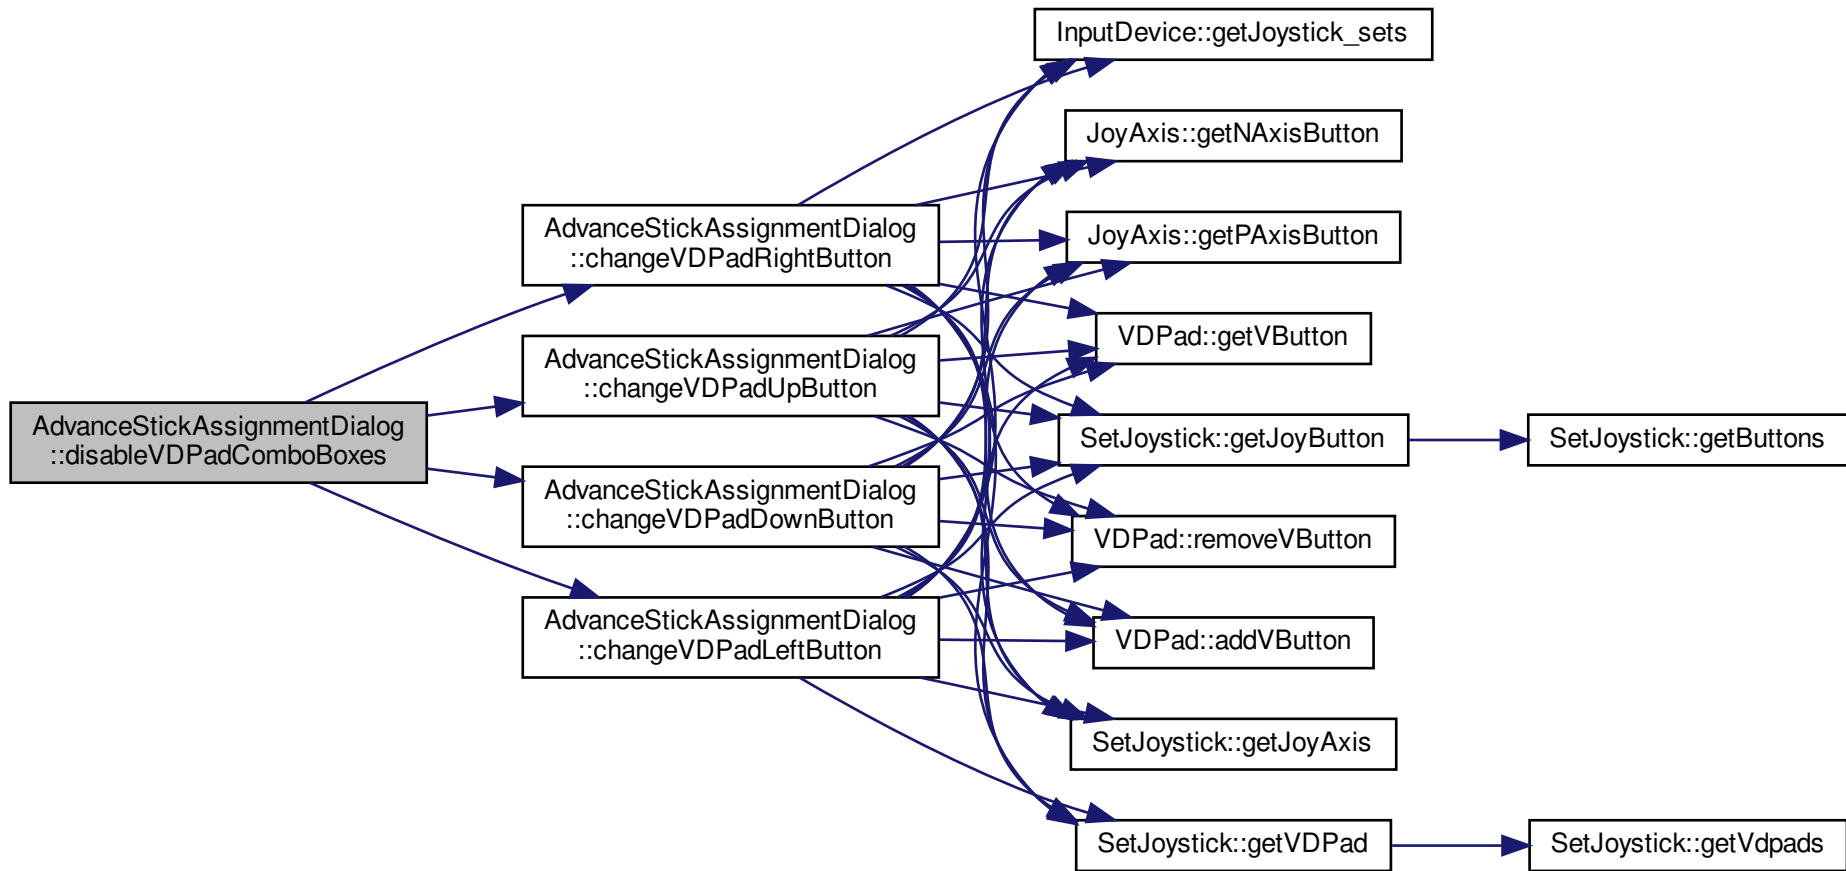 AdvanceStickAssignmentDialog
::disableVDPadComboBoxes
AdvanceStickAssignmentDialog
::changeVDPadRightButton
AdvanceStickAssignmentDialog
::changeVDPadUpButton
AdvanceStickAssignmentDialog
::changeVDPadDownButton
AdvanceStickAssignmentDialog
::changeVDPadLeftButton
InputDevice::getJoystick_sets
JoyAxis::getNAxisButton
JoyAxis::getPAxisButton
VDPad::getVButton
SetJoystick::getJoyButton
VDPad::removeVButton
VDPad::addVButton
SetJoystick::getJoyAxis
SetJoystick::getVDPad
SetJoystick::getButtons
SetJoystick::getVdpads